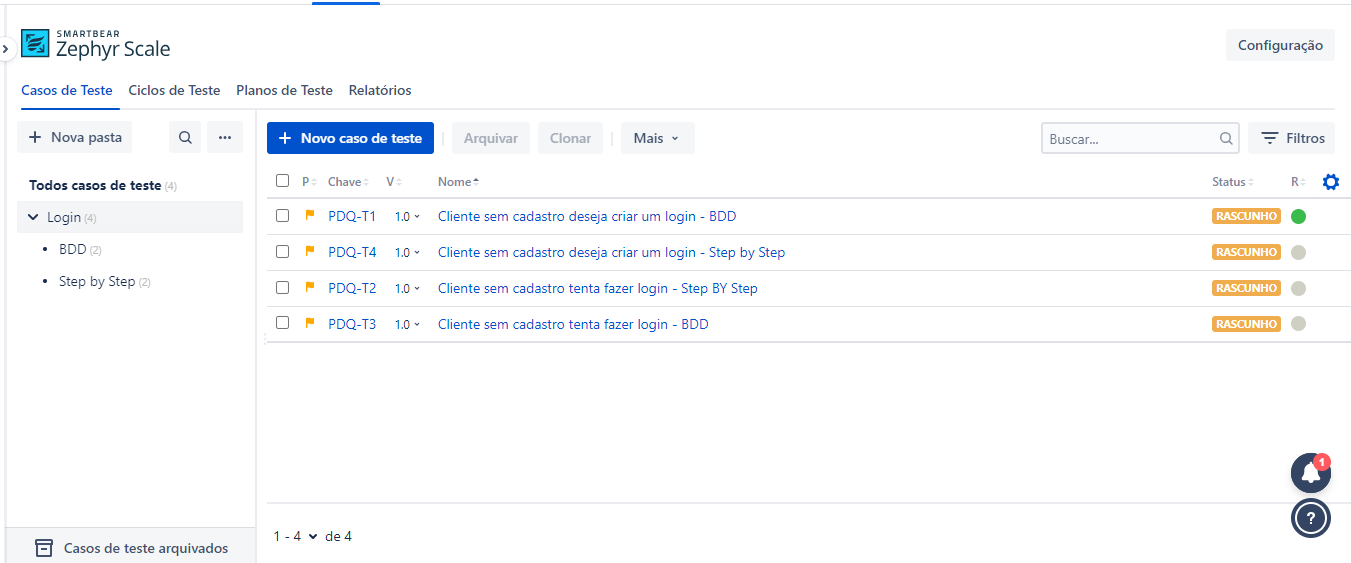 SMARTBEAR
Zephyr Scale
Configuração
Casos de Teste Ciclos de Teste Planos de Teste Relatórios
+ Nova pasta ...
+ Novo caso de teste Arquivar Clonar Mais Buscar... Filtros
Todos casos de teste (4)
Login (4)
• BDD (2)
• Step by Step (2)
P Chave V Nome Status R
PDQ-T1 1.0 Cliente sem cadastro deseja criar um login - BDD RASCUNHO
PDQ-T4 1.0 Cliente sem cadastro deseja criar um login - Step by Step RASCUNHO
PDQ-T2 1.0 Cliente sem cadastro tenta fazer login - Step BY Step RASCUNHO
PDQ-T3 1.0 Cliente sem cadastro tenta fazer login - BDD RASCUNHO
1
?
1 - 4 de 4
Casos de teste arquivados